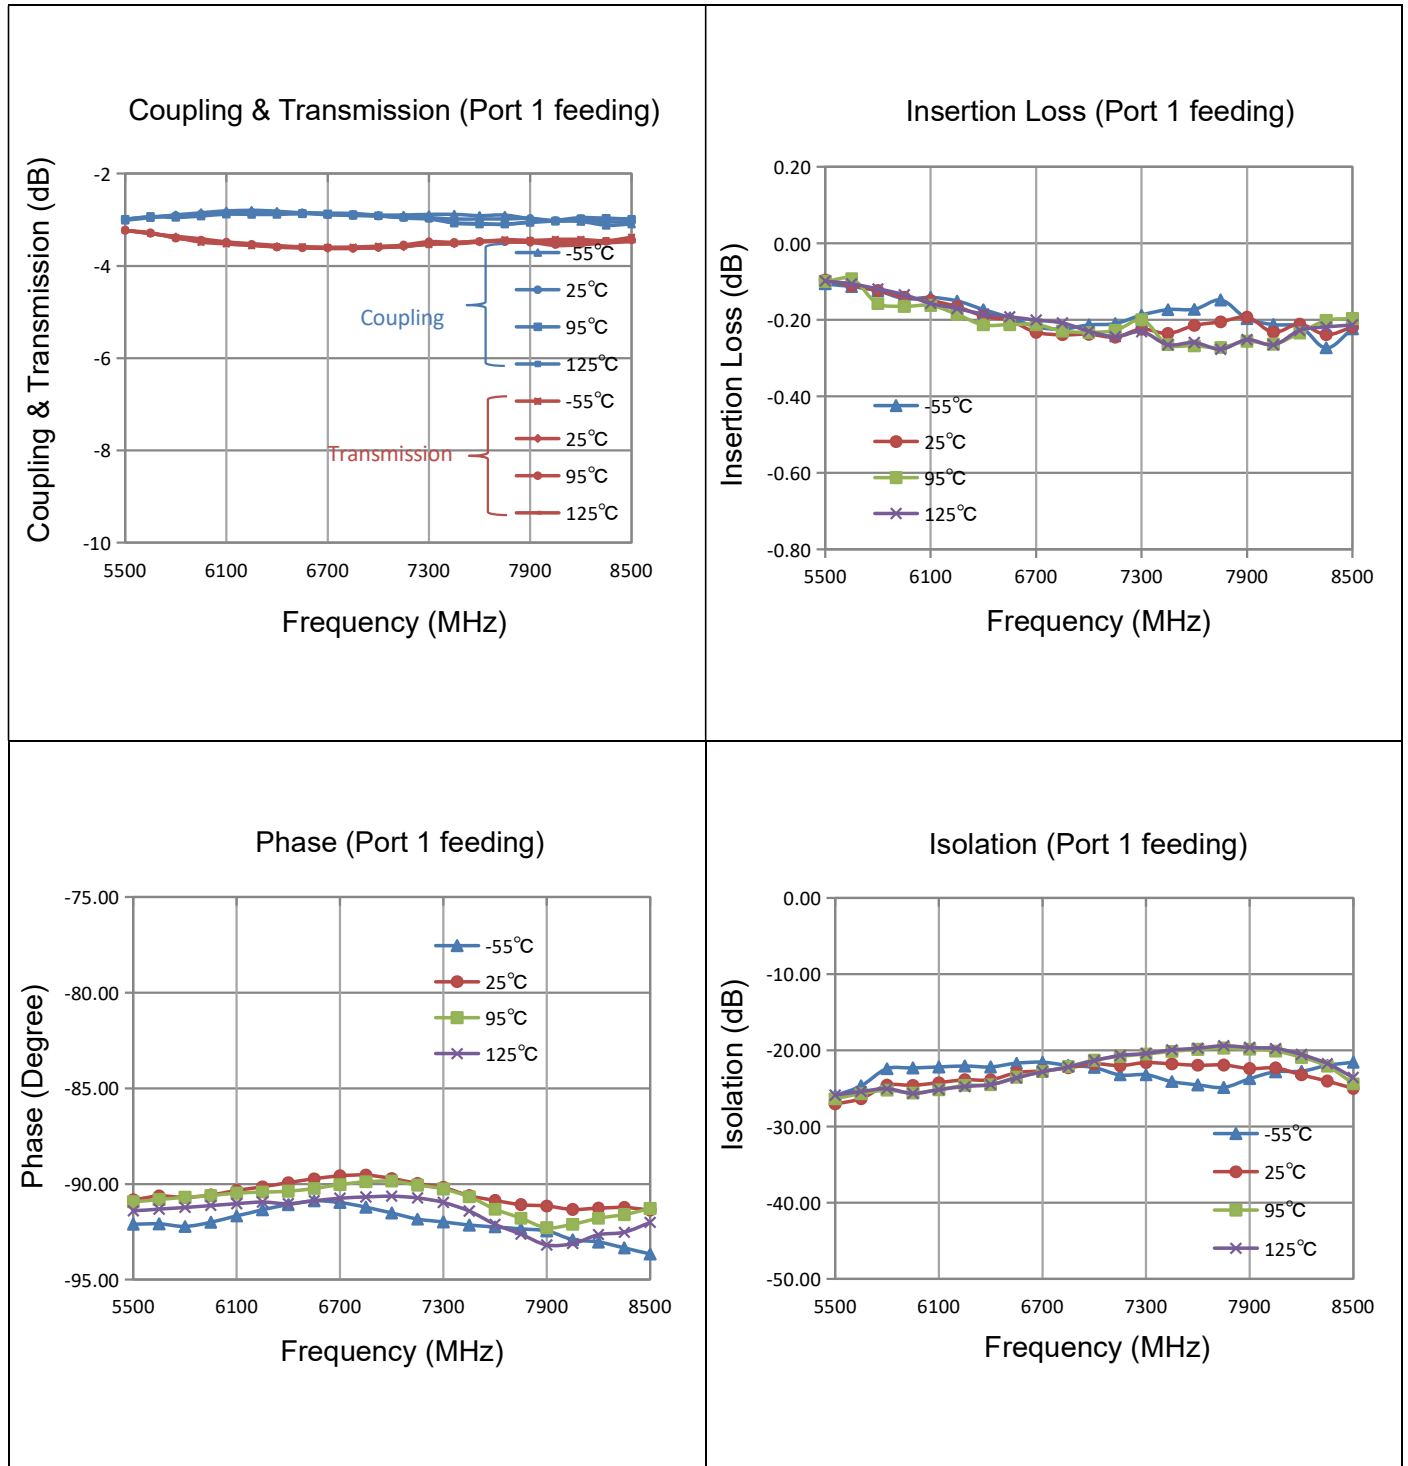 Coupling & Transmission (Port 1 feeding)
Coupling & Transmission (dB)
-2
-4
-6
-8
-10
-55℃
25℃
Coupling
95℃
125℃
-55℃
25℃
Transmission
95℃
125℃
5500 6100 6700 7300 7900 8500
Frequency (MHz)
Insertion Loss (Port 1 feeding)
Insertion Loss (dB)
0.20
0.00
-0.20
-0.40
-0.60
-0.80
-55℃
25℃
95℃
125℃
5500 6100 6700 7300 7900 8500
Frequency (MHz)
Phase (Port 1 feeding)
Phase (Degree)
-75.00
-80.00
-85.00
-90.00
-95.00
-55℃
25℃
95℃
125℃
5500 6100 6700 7300 7900 8500
Frequency (MHz)
Isolation (Port 1 feeding)
Isolation (dB)
0.00
-10.00
-20.00
-30.00
-40.00
-50.00
-55℃
25℃
95℃
125℃
5500 6100 6700 7300 7900 8500
Frequency (MHz)